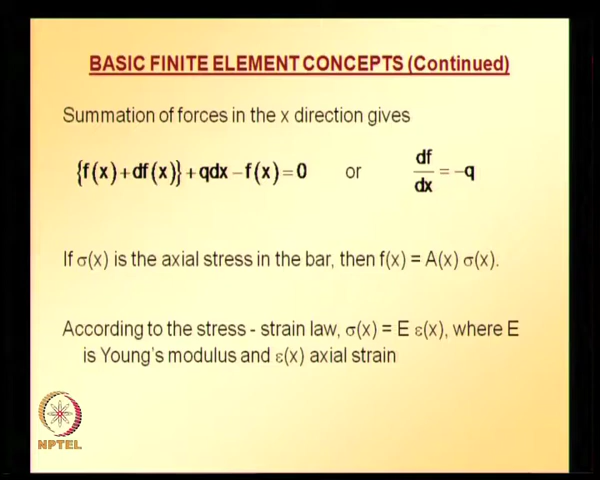 BASIC FINITE ELEMENT CONCEPTS (Continued)
Summation of forces in the x direction gives
{f(x)+df(x)}+qdx−f(x)=0 or df/dx=−q
If σ(x) is the axial stress in the bar, then f(x) = A(x) σ(x).
According to the stress - strain law, σ(x) = E ε(x), where E
is Young's modulus and ε(x) axial strain
NPTEL